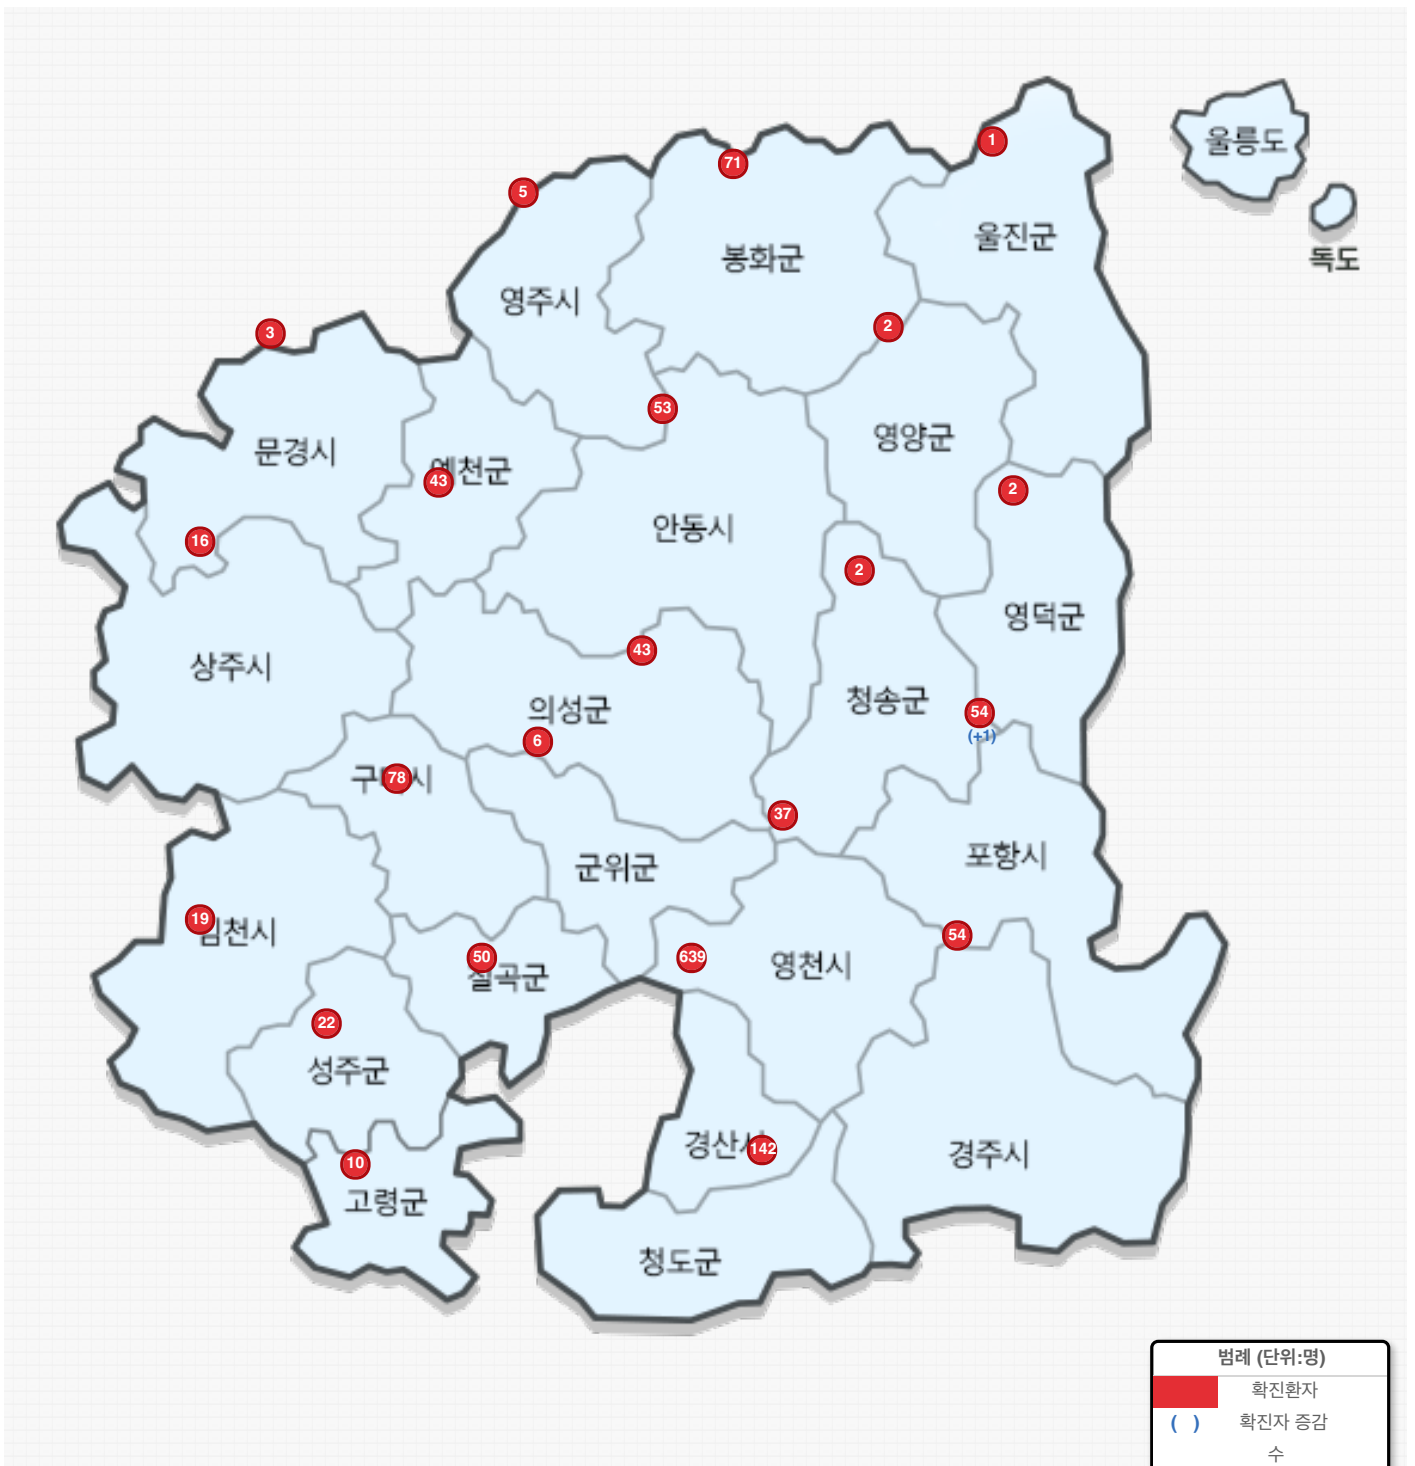 1
울릉도
71
5
울진군
봉화군
독도
영주시
2
3
53
영양군
문경시
천군
43
2
16
안동시
2
영덕군
43
상주시
청송군
의성군
54
(+1)
6
구 시
78
37
포항시
군위군
19
천시
54
50
639
영천시
곡군
22
성주군
경산
142
경주시
10
고령군
청도군
범례 (단위:명)
확진환자
( ) 확진자 증감
수